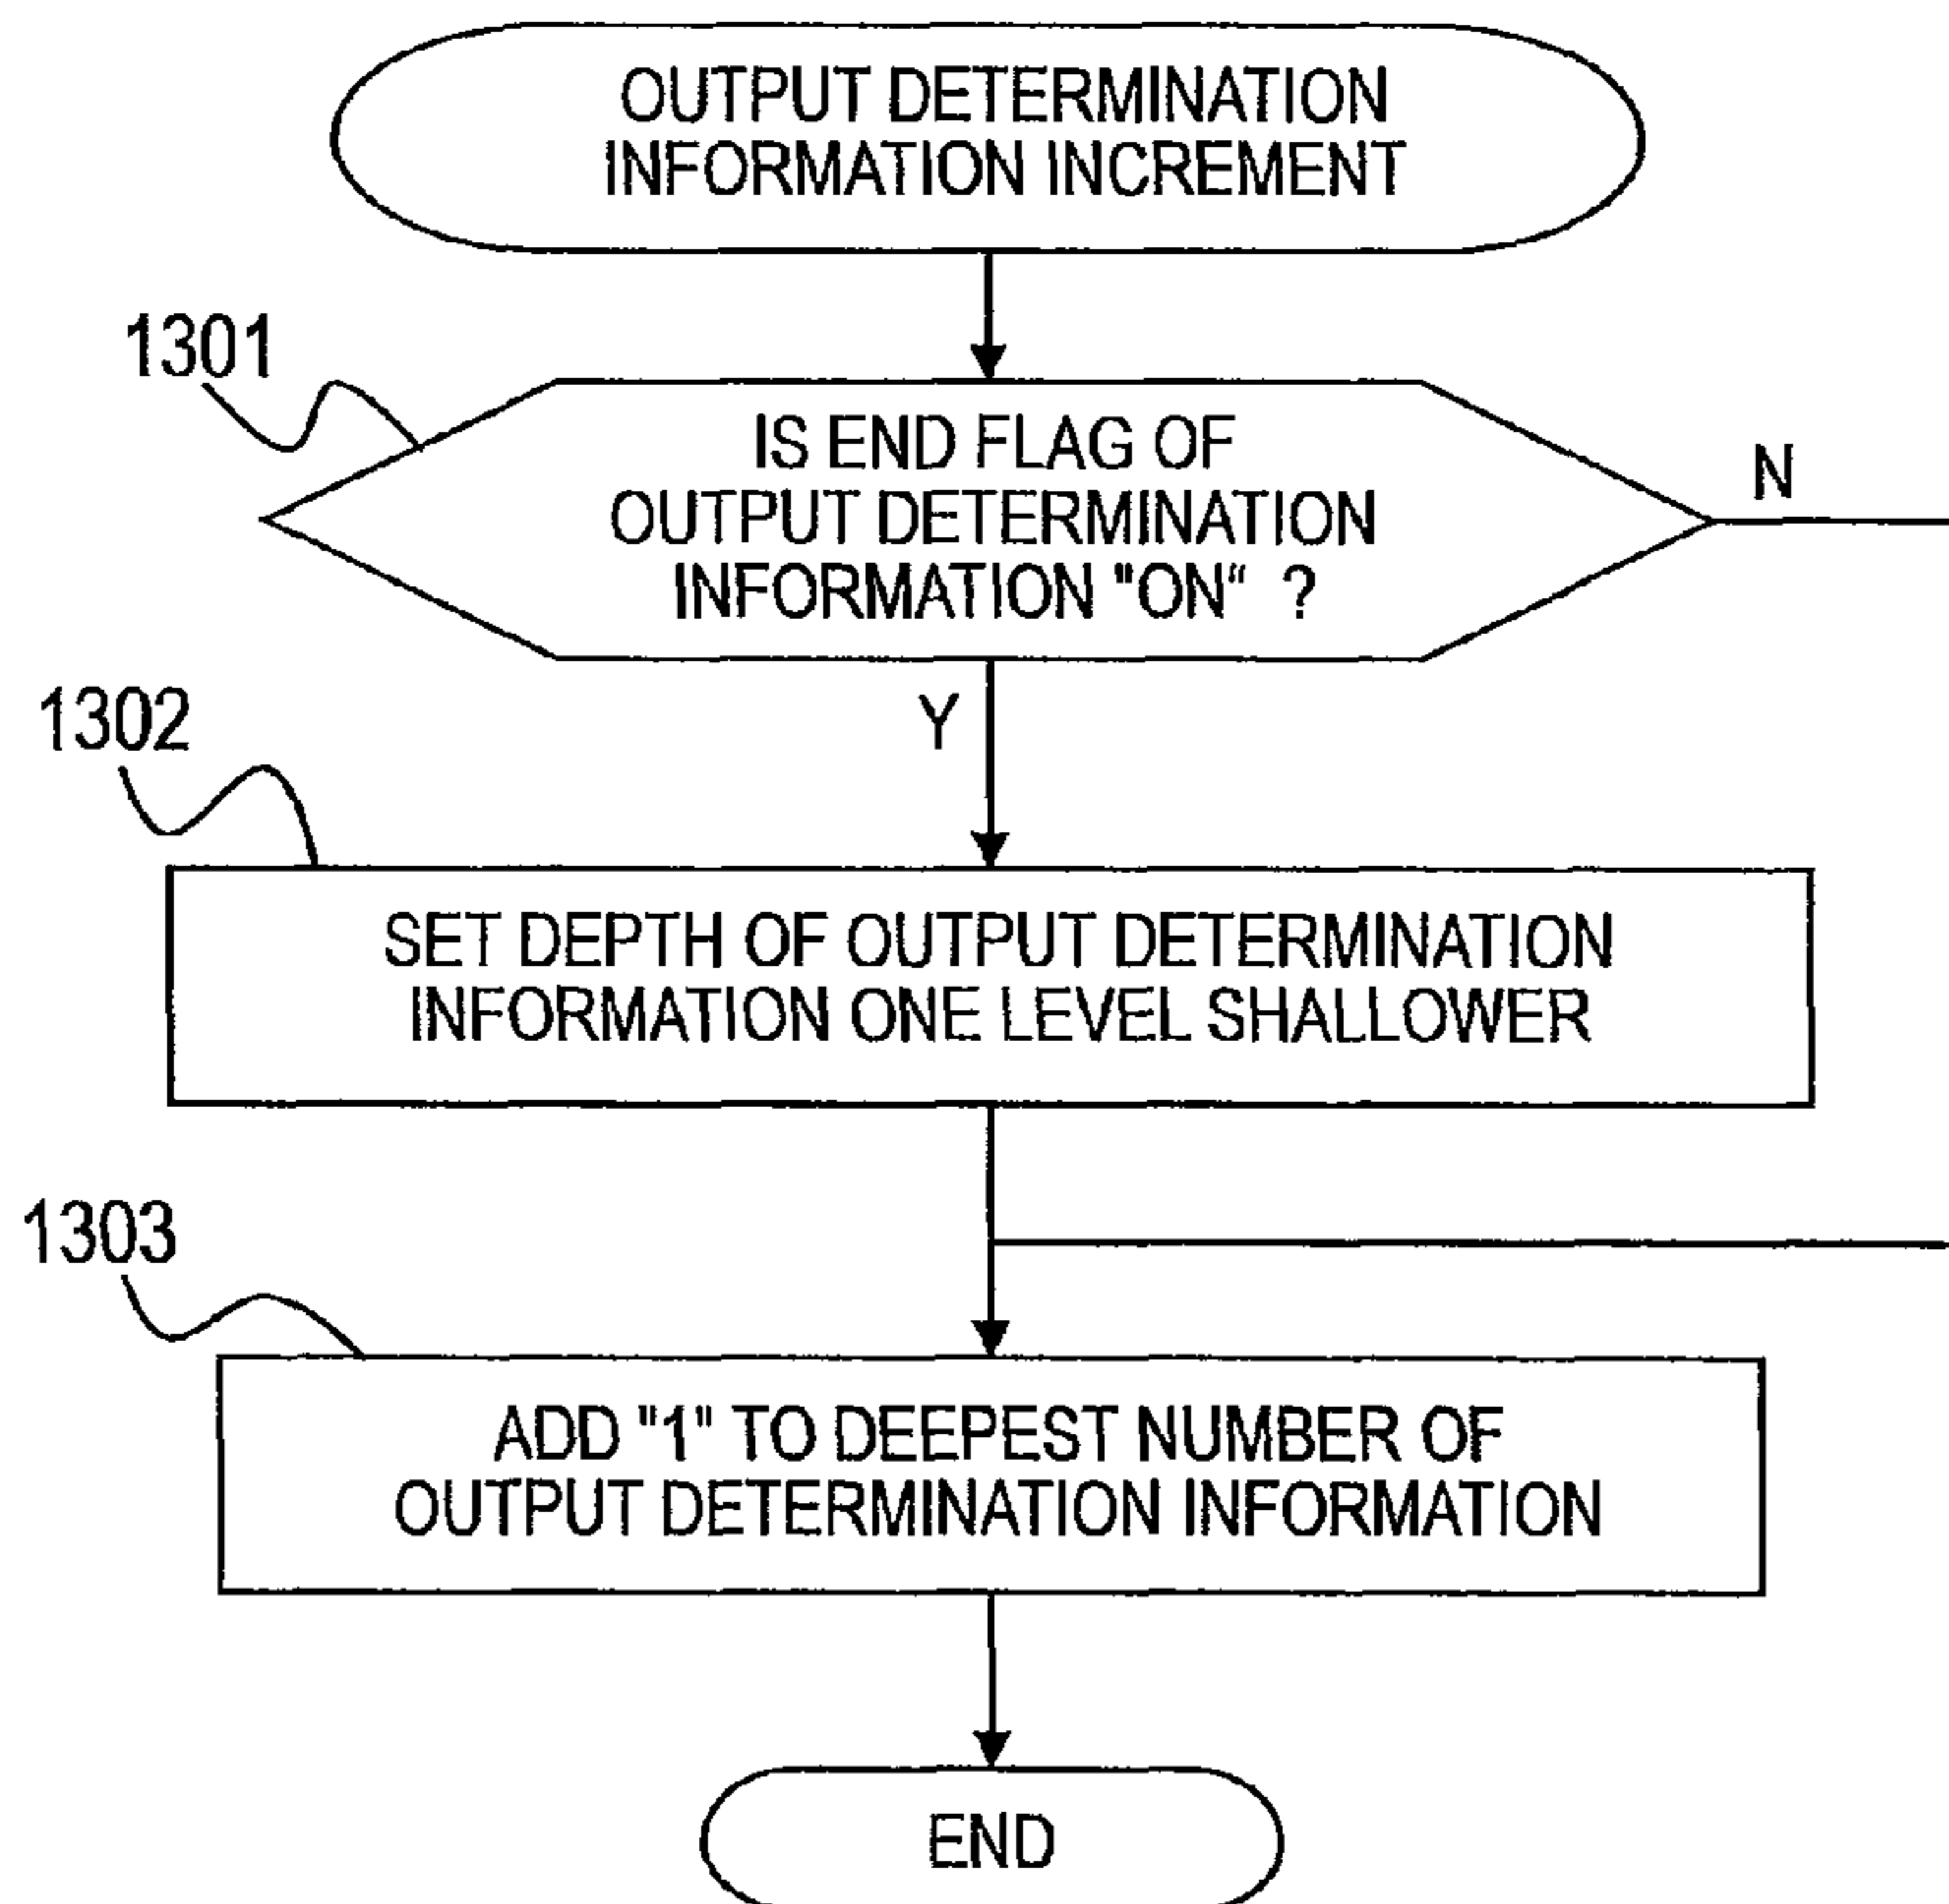 OUTPUT DETERMINATION
INFORMATION INCREMENT
1301
IS END FLAG OF
OUTPUT DETERMINATION
INFORMATION "ON" ?
N
Y
1302
SET DEPTH OF OUTPUT DETERMINATION
INFORMATION ONE LEVEL SHALLOWER
1303
ADD "1" TO DEEPEST NUMBER OF
OUTPUT DETERMINATION INFORMATION
END